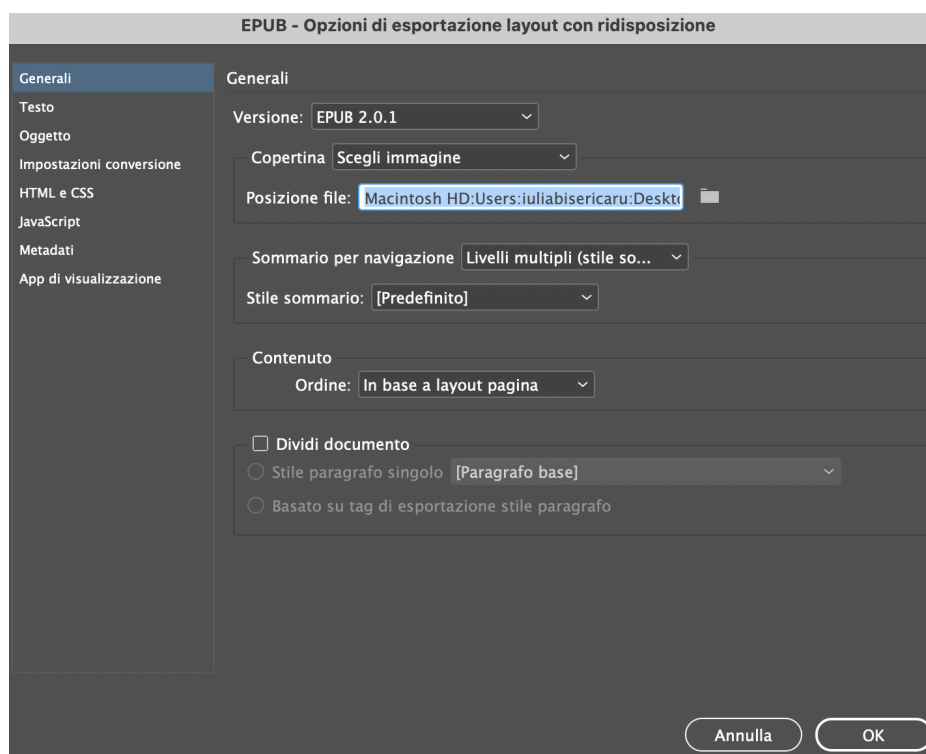 EPUB - Opzioni di esportazione layout con ridisposizione
Generali
Testo
Oggetto
Impostazioni conversione
HTML e CSS
JavaScript
Metadati
App di visualizzazione
Generali
Versione: EPUB 2.0.1
Copertina Scegli immagine
Posizione file: Macintosh HD:Users:iuliabisericaru:Deskto
Sommario per navigazione Livelli multipli (stile so...
Stile sommario: [Predefinito]
Contenuto
Ordine: In base a layout pagina
Dividi documento
Stile paragrafo singolo [Paragrafo base]
Basato su tag di esportazione stile paragrafo
Annulla OK